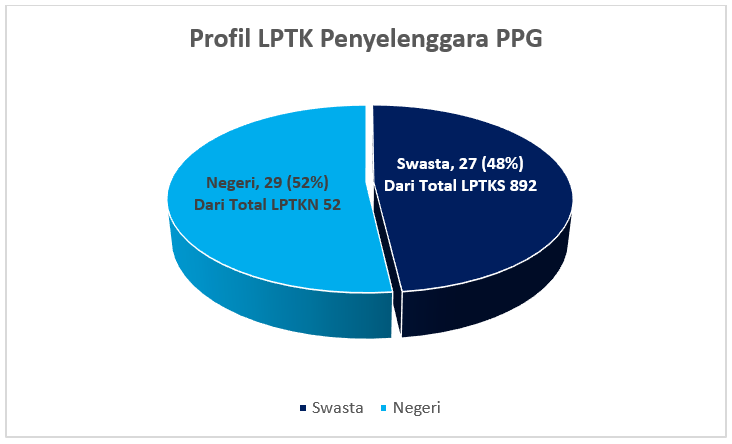 Profil LPTK Penyelenggara PPG
Swasta, 27 (48%)
Dari Total LPTKS 892
Negeri, 29 (52%)
Dari Total LPTKN 52
Swasta
Negeri